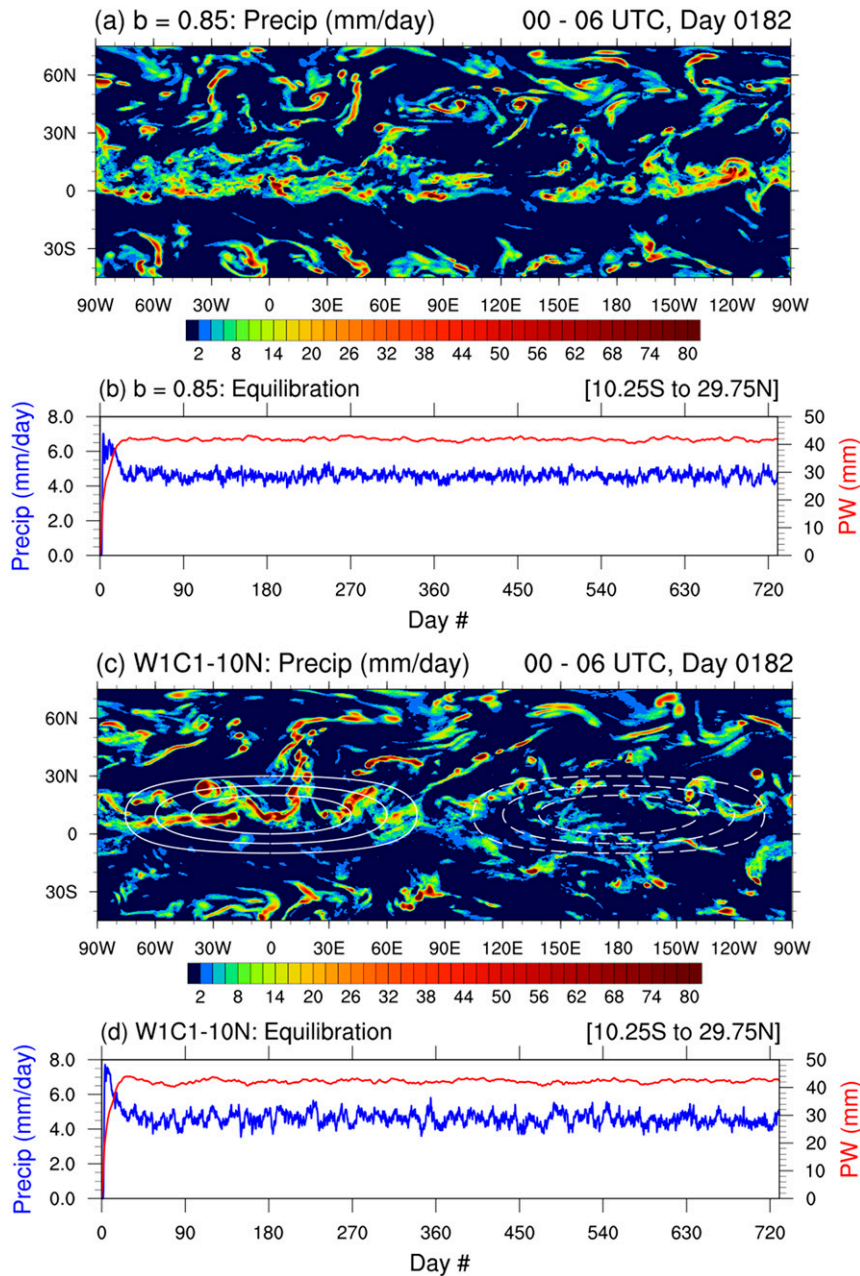 (a) b = 0.85: Precip (mm/day) 00 - 06 UTC, Day 0182
60N
30N
0
30S
90W 60W 30W 0 30E 60E 90E 120E 150E 180 150W 120W 90W
2 8 14 20 26 32 38 44 50 56 62 68 74 80
(b) b = 0.85: Equilibration [10.25S to 29.75N]
Precip (mm/day)
8.0
6.0
4.0
2.0
0.0
50
40
30
20
10
0
PW (mm)
0 90 180 270 360 450 540 630 720
Day #
(c) W1C1-10N: Precip (mm/day) 00 - 06 UTC, Day 0182
60N
30N
0
30S
90W 60W 30W 0 30E 60E 90E 120E 150E 180 150W 120W 90W
2 8 14 20 26 32 38 44 50 56 62 68 74 80
(d) W1C1-10N: Equilibration [10.25S to 29.75N]
Precip (mm/day)
8.0
6.0
4.0
2.0
0.0
50
40
30
20
10
0
PW (mm)
0 90 180 270 360 450 540 630 720
Day #